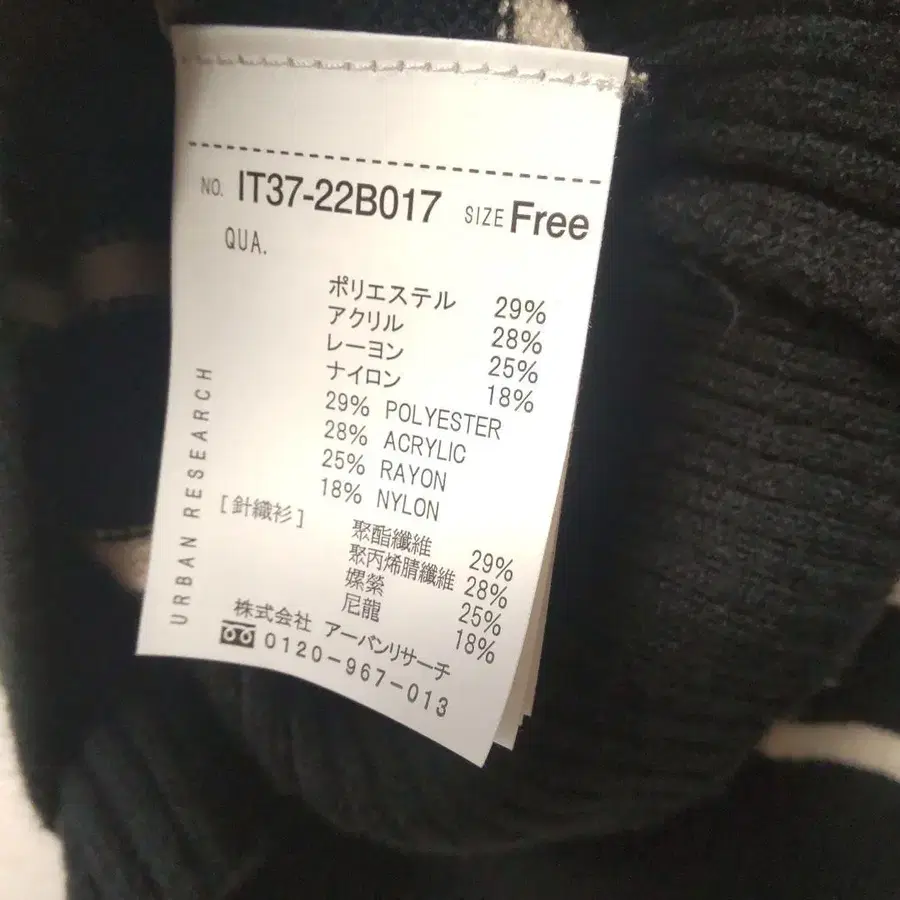 NO. IT37-22B017 SIZE Free
QUA.
ポリエステル 29%
アクリル 28%
レーヨン 25%
ナイロン 18%
29% POLYESTER
28% ACRYLIC
25% RAYON
18% NYLON
[針織衫]
聚酯纖維 29%
聚丙烯腈纖維 28%
嫘縈 25%
尼龍 18%
株式会社 アーバンリサーチ
0120-967-013
URBAN RESEARCH